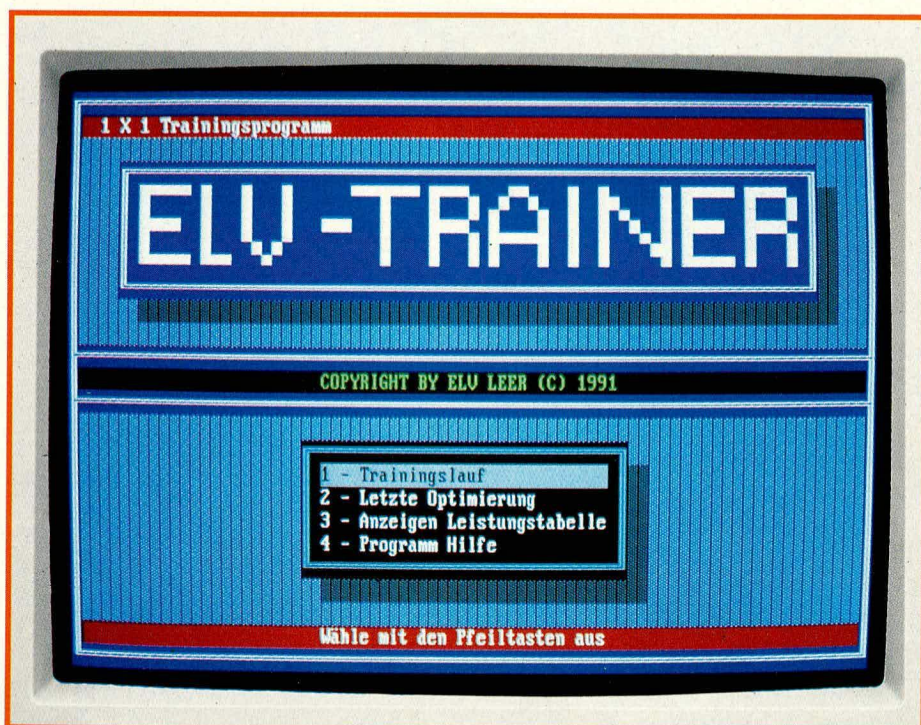 1 X 1 Trainingsprogramm
ELV-TRAINER
COPYRIGHT BY ELV LEER (C) 1991
1 - Trainingslauf
2 - Letzte Optimierung
3 - Anzeigen Leistungstabelle
4 - Programm Hilfe
Wähle mit den Pfeiltasten aus